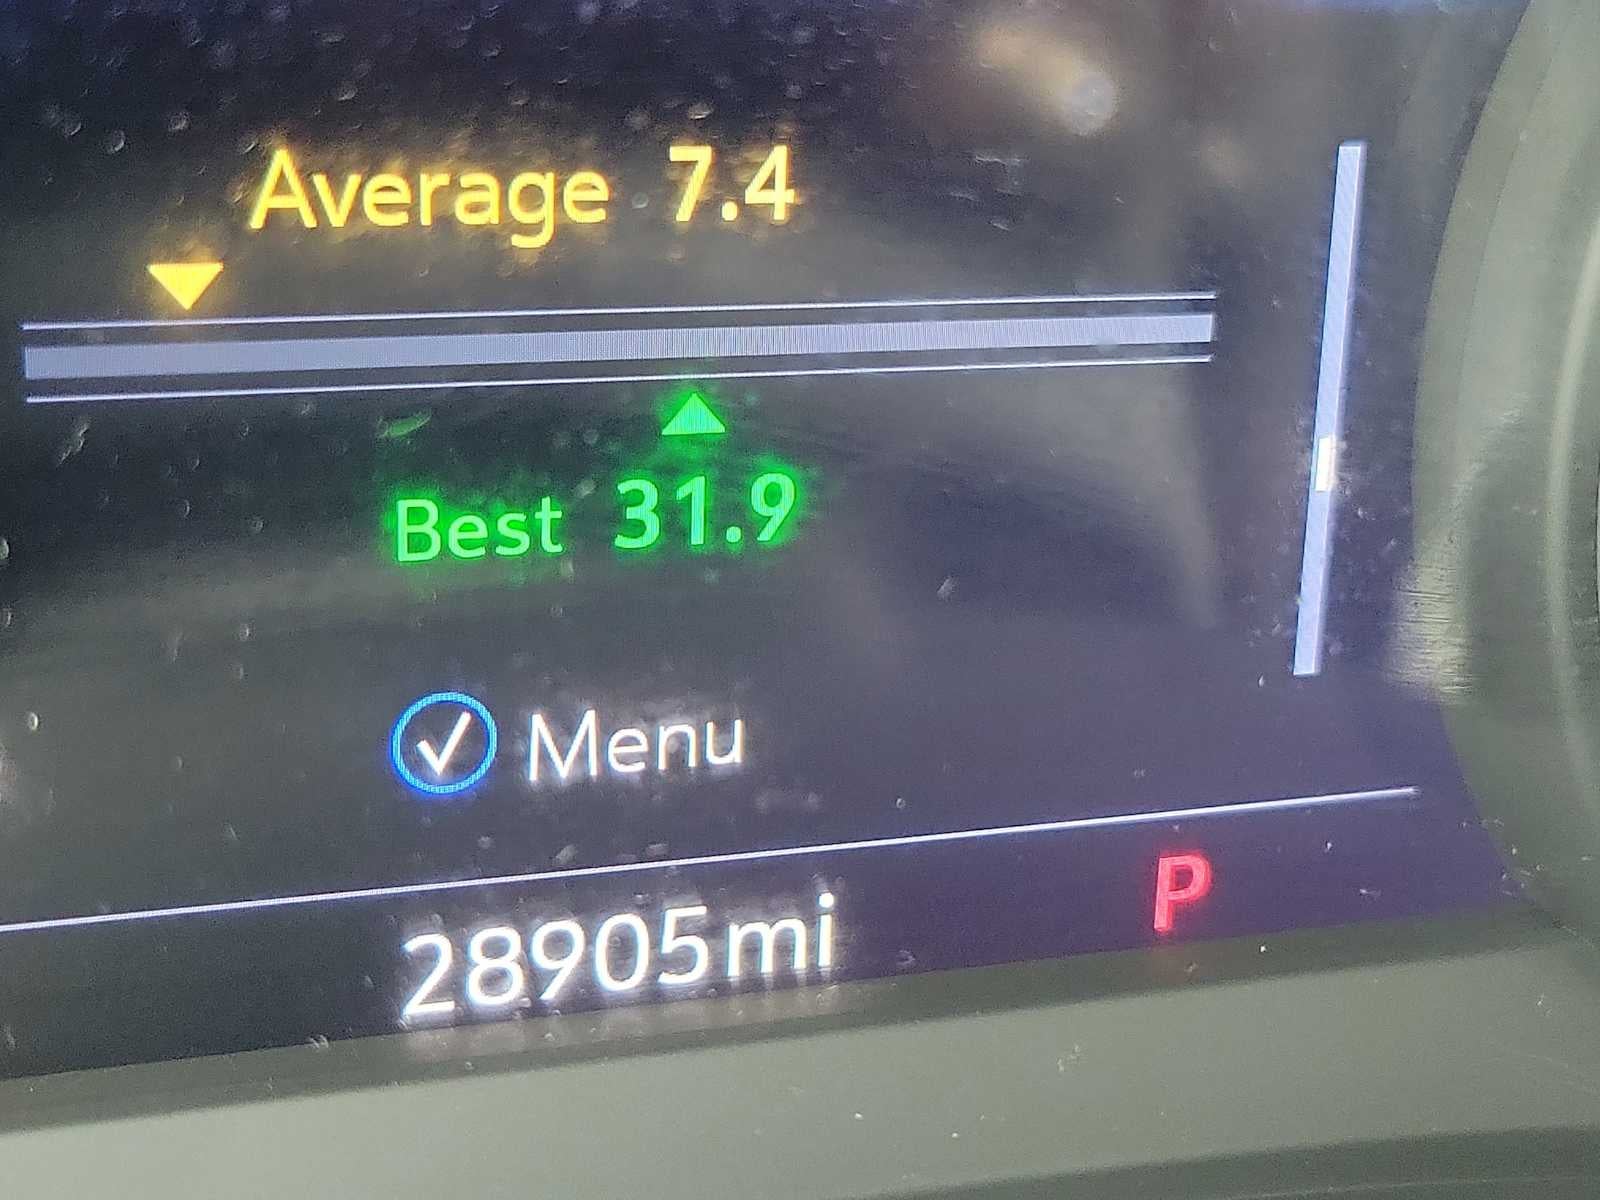 Average 7.4
Best 31.9
Menu
28905mi P